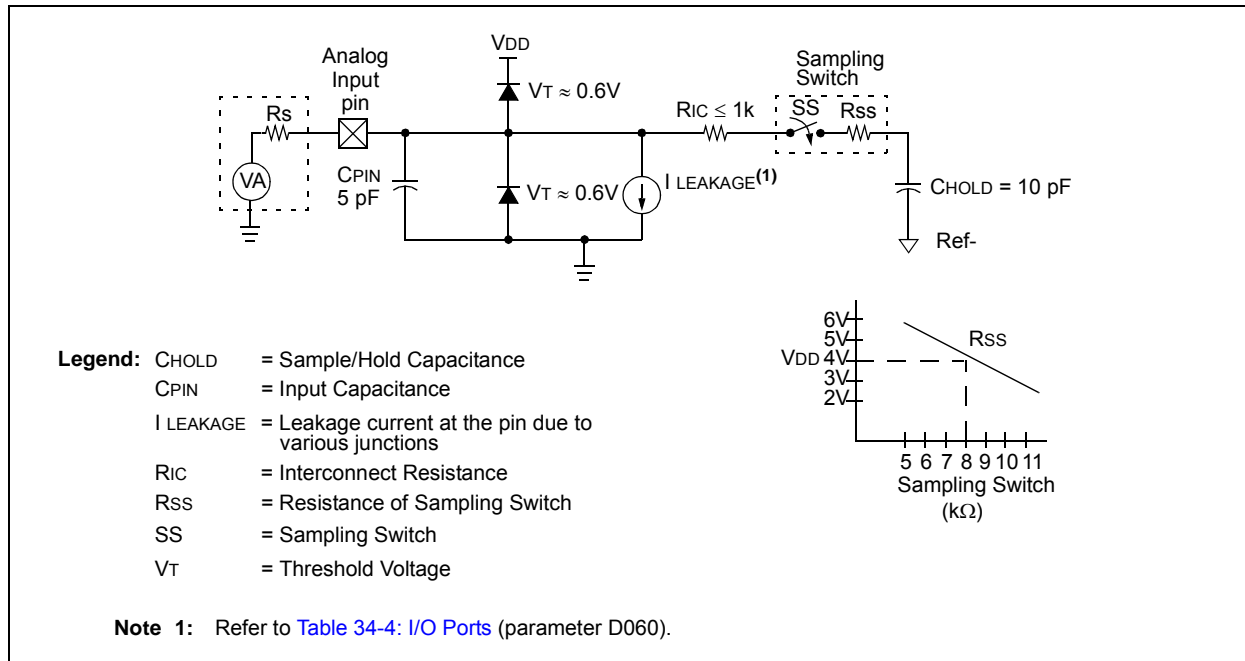 VDD
Analog
Input
pin
Sampling
Switch
VT ≈ 0.6V
Rs
RIC ≤ 1k
SS
Rss
VA
CPIN
5 pF
VT ≈ 0.6V
I LEAKAGE(1)
CHOLD = 10 pF
Ref-
6V
5V
VDD 4V
3V
2V
Rss
5 6 7 8 9 10 11
Sampling Switch
(kΩ)
Legend: CHOLD = Sample/Hold Capacitance
CPIN = Input Capacitance
I LEAKAGE = Leakage current at the pin due to
various junctions
RIC = Interconnect Resistance
RSS = Resistance of Sampling Switch
SS = Sampling Switch
VT = Threshold Voltage
Note 1: Refer to Table 34-4: I/O Ports (parameter D060).